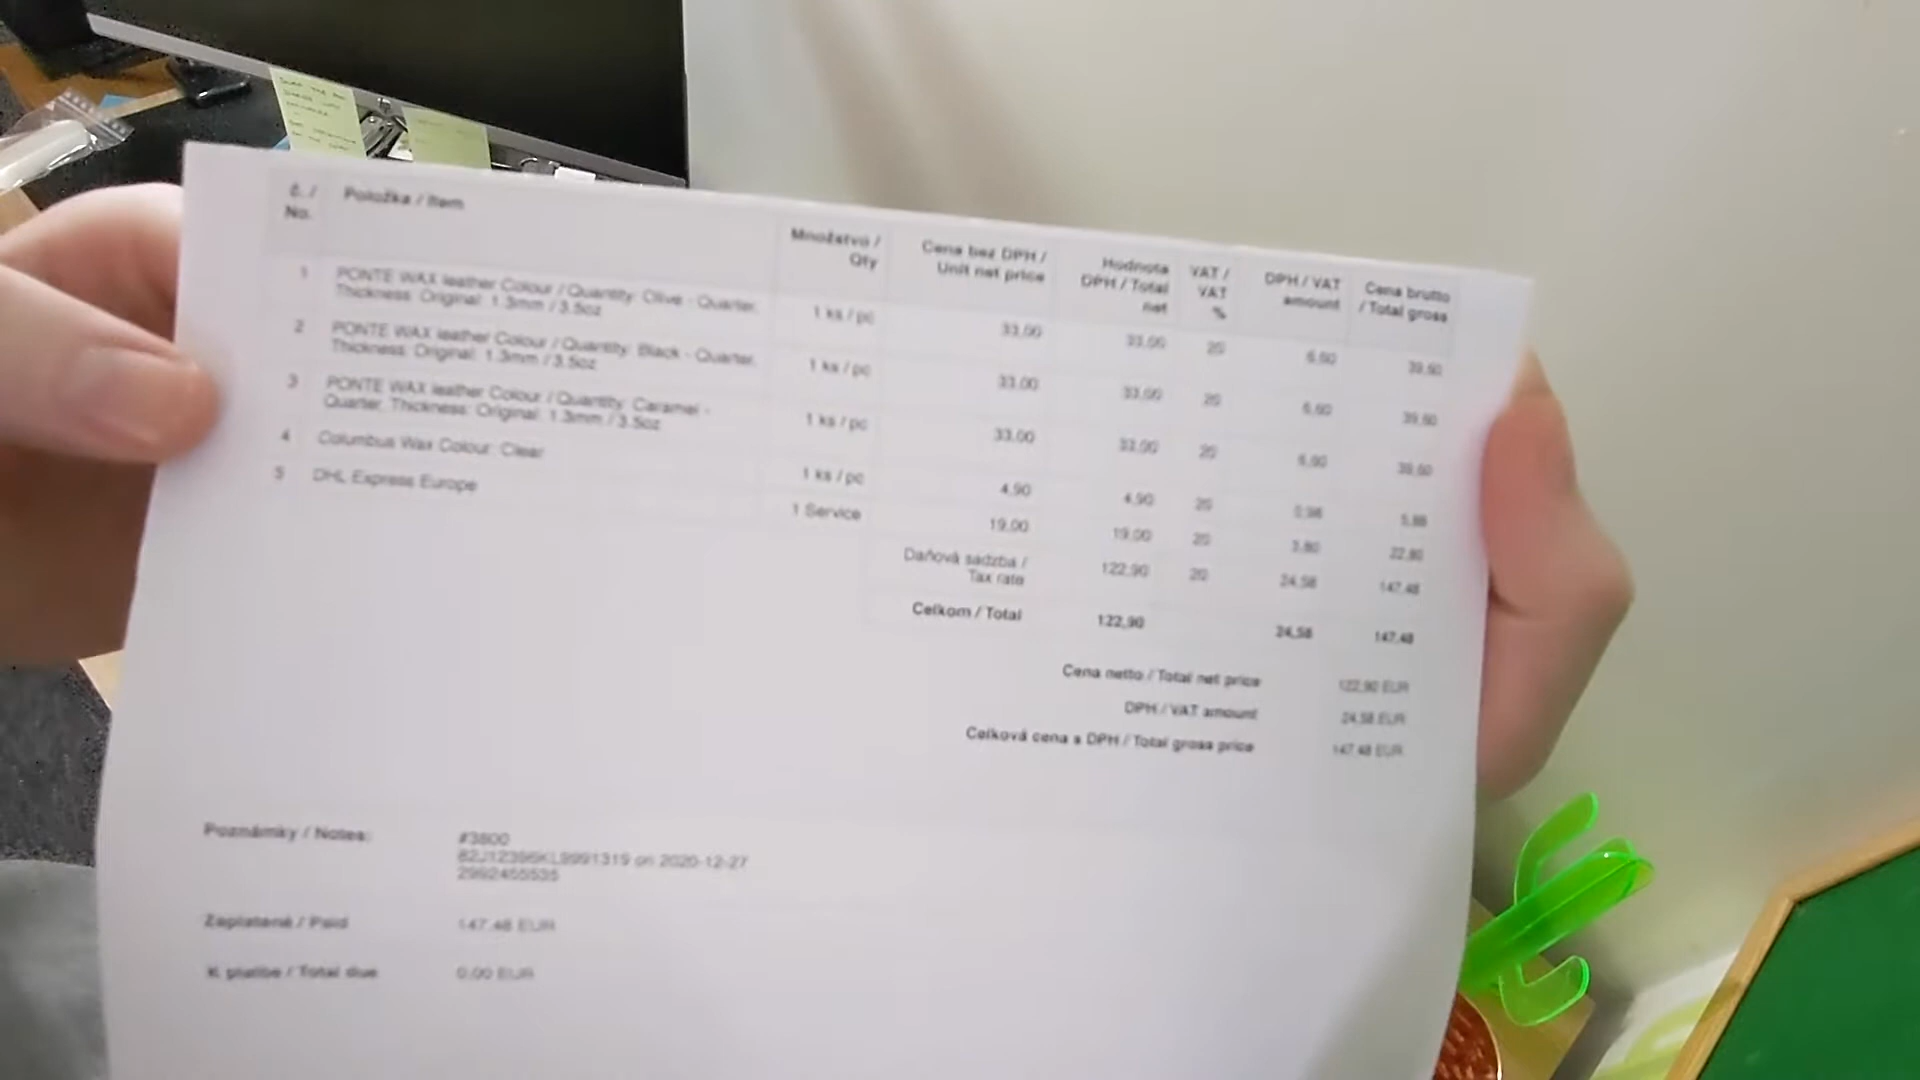 č. / No.
Položka / Item
Množstvo / Qty
Cena bez DPH / Unit net price
Hodnota DPH / Total net
VAT / VAT %
DPH / VAT amount
Cena brutto / Total gross
1 PONTE WAX leather Colour / Quantity: Olive - Quarter, 1 ks / pc 33.00 33.00 20 6.60 39.60
Thickness: Original: 1.3mm / 3.5oz
2 PONTE WAX leather Colour / Quantity: Black - Quarter, 1 ks / pc 33.00 33.00 20 6.60 39.60
Thickness: Original: 1.3mm / 3.5oz
3 PONTE WAX leather Colour / Quantity: Caramel - 1 ks / pc 33.00 33.00 20 6.60 39.60
Quarter, Thickness: Original: 1.3mm / 3.5oz
4 Columbus Wax Colour: Clear 1 ks / pc 4.90 4.90 20 0.98 5.88
5 DHL Express Europe 1 Service 19.00 19.00 20 3.80 22.80
Daňová sadzba / Tax rate 122.90 20 24.58 147.48
Celkom / Total 122,90 24,58 147,48
Cena netto / Total net price 122,90 EUR
DPH / VAT amount 24,58 EUR
Celková cena s DPH / Total gross price 147,48 EUR
Poznámky / Notes: #3800
on 2020-12-27
2992455535
Zaplatené / Paid 147.48 EUR
K platbe / Total due 0.00 EUR